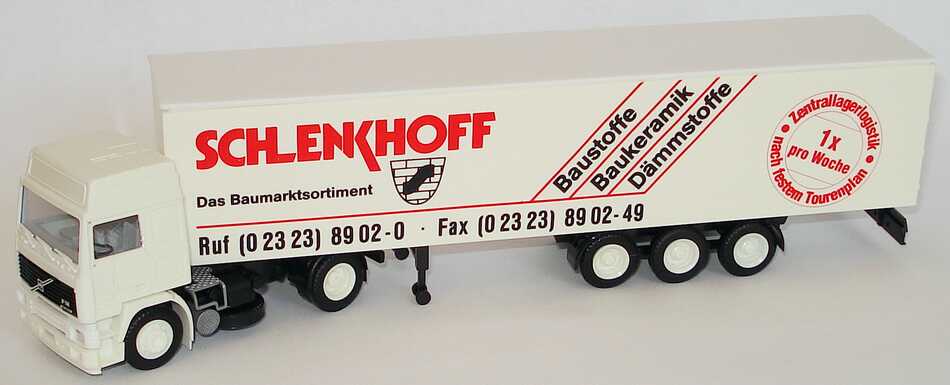 SCHLENKHOFF
Das Baumarktsortiment
Ruf (0 23 23) 89 02-0 · Fax (0 23 23) 89 02-49
Baustoffe
Baukeramik
Dämmstoffe
Zentrallagerlogistik
1x
pro Woche
• nach festem Tourenplan •